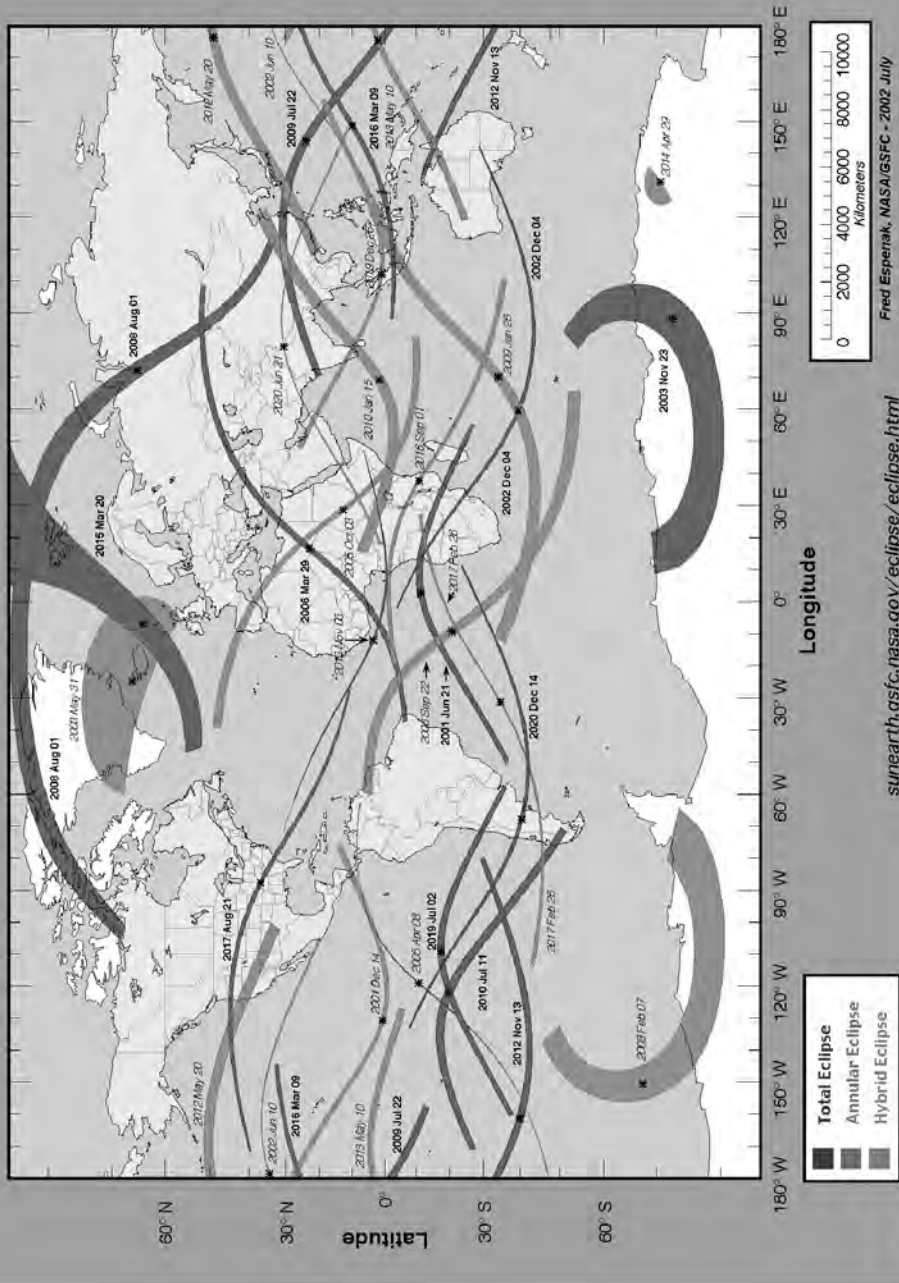 2008 Aug 01
2015 Mar 20
2008 Aug 01
2012 May 20
2002 Jun 10
2009 Jul 22
2016 Mar 09
2013 May 10
2012 Nov 13
2020 Jun 21
2010 Jan 15
2009 Jan 26
2002 Dec 04
2016 Sep 01
2006 Mar 29
2005 Oct 03
2002 Dec 04
2017 Feb 26
2006 Sep 22
2001 Jun 21
2020 Dec 14
2017 Aug 21
2012 May 20
2001 Dec 14
2005 Apr 08
2019 Jul 02
2010 Jul 11
2012 Nov 13
2017 Feb 26
2016 Mar 09
2002 Jun 10
2013 May 10
2009 Jul 22
2014 Apr 29
2003 Nov 23
2008 Feb 07
60° N
30° N
0°
30° S
60° S
Latitude
180° W
150° W
120° W
90° W
60° W
30° W
0°
30° E
60° E
90° E
120° E
150° E
180° E
Longitude
Total Eclipse
Annular Eclipse
Hybrid Eclipse
0 2000 4000 6000 8000 10000
Kilometers
sunearth.gsfc.nasa.gov/eclipse/eclipse.html
Fred Espenak, NASA/GSFC - 2002 July